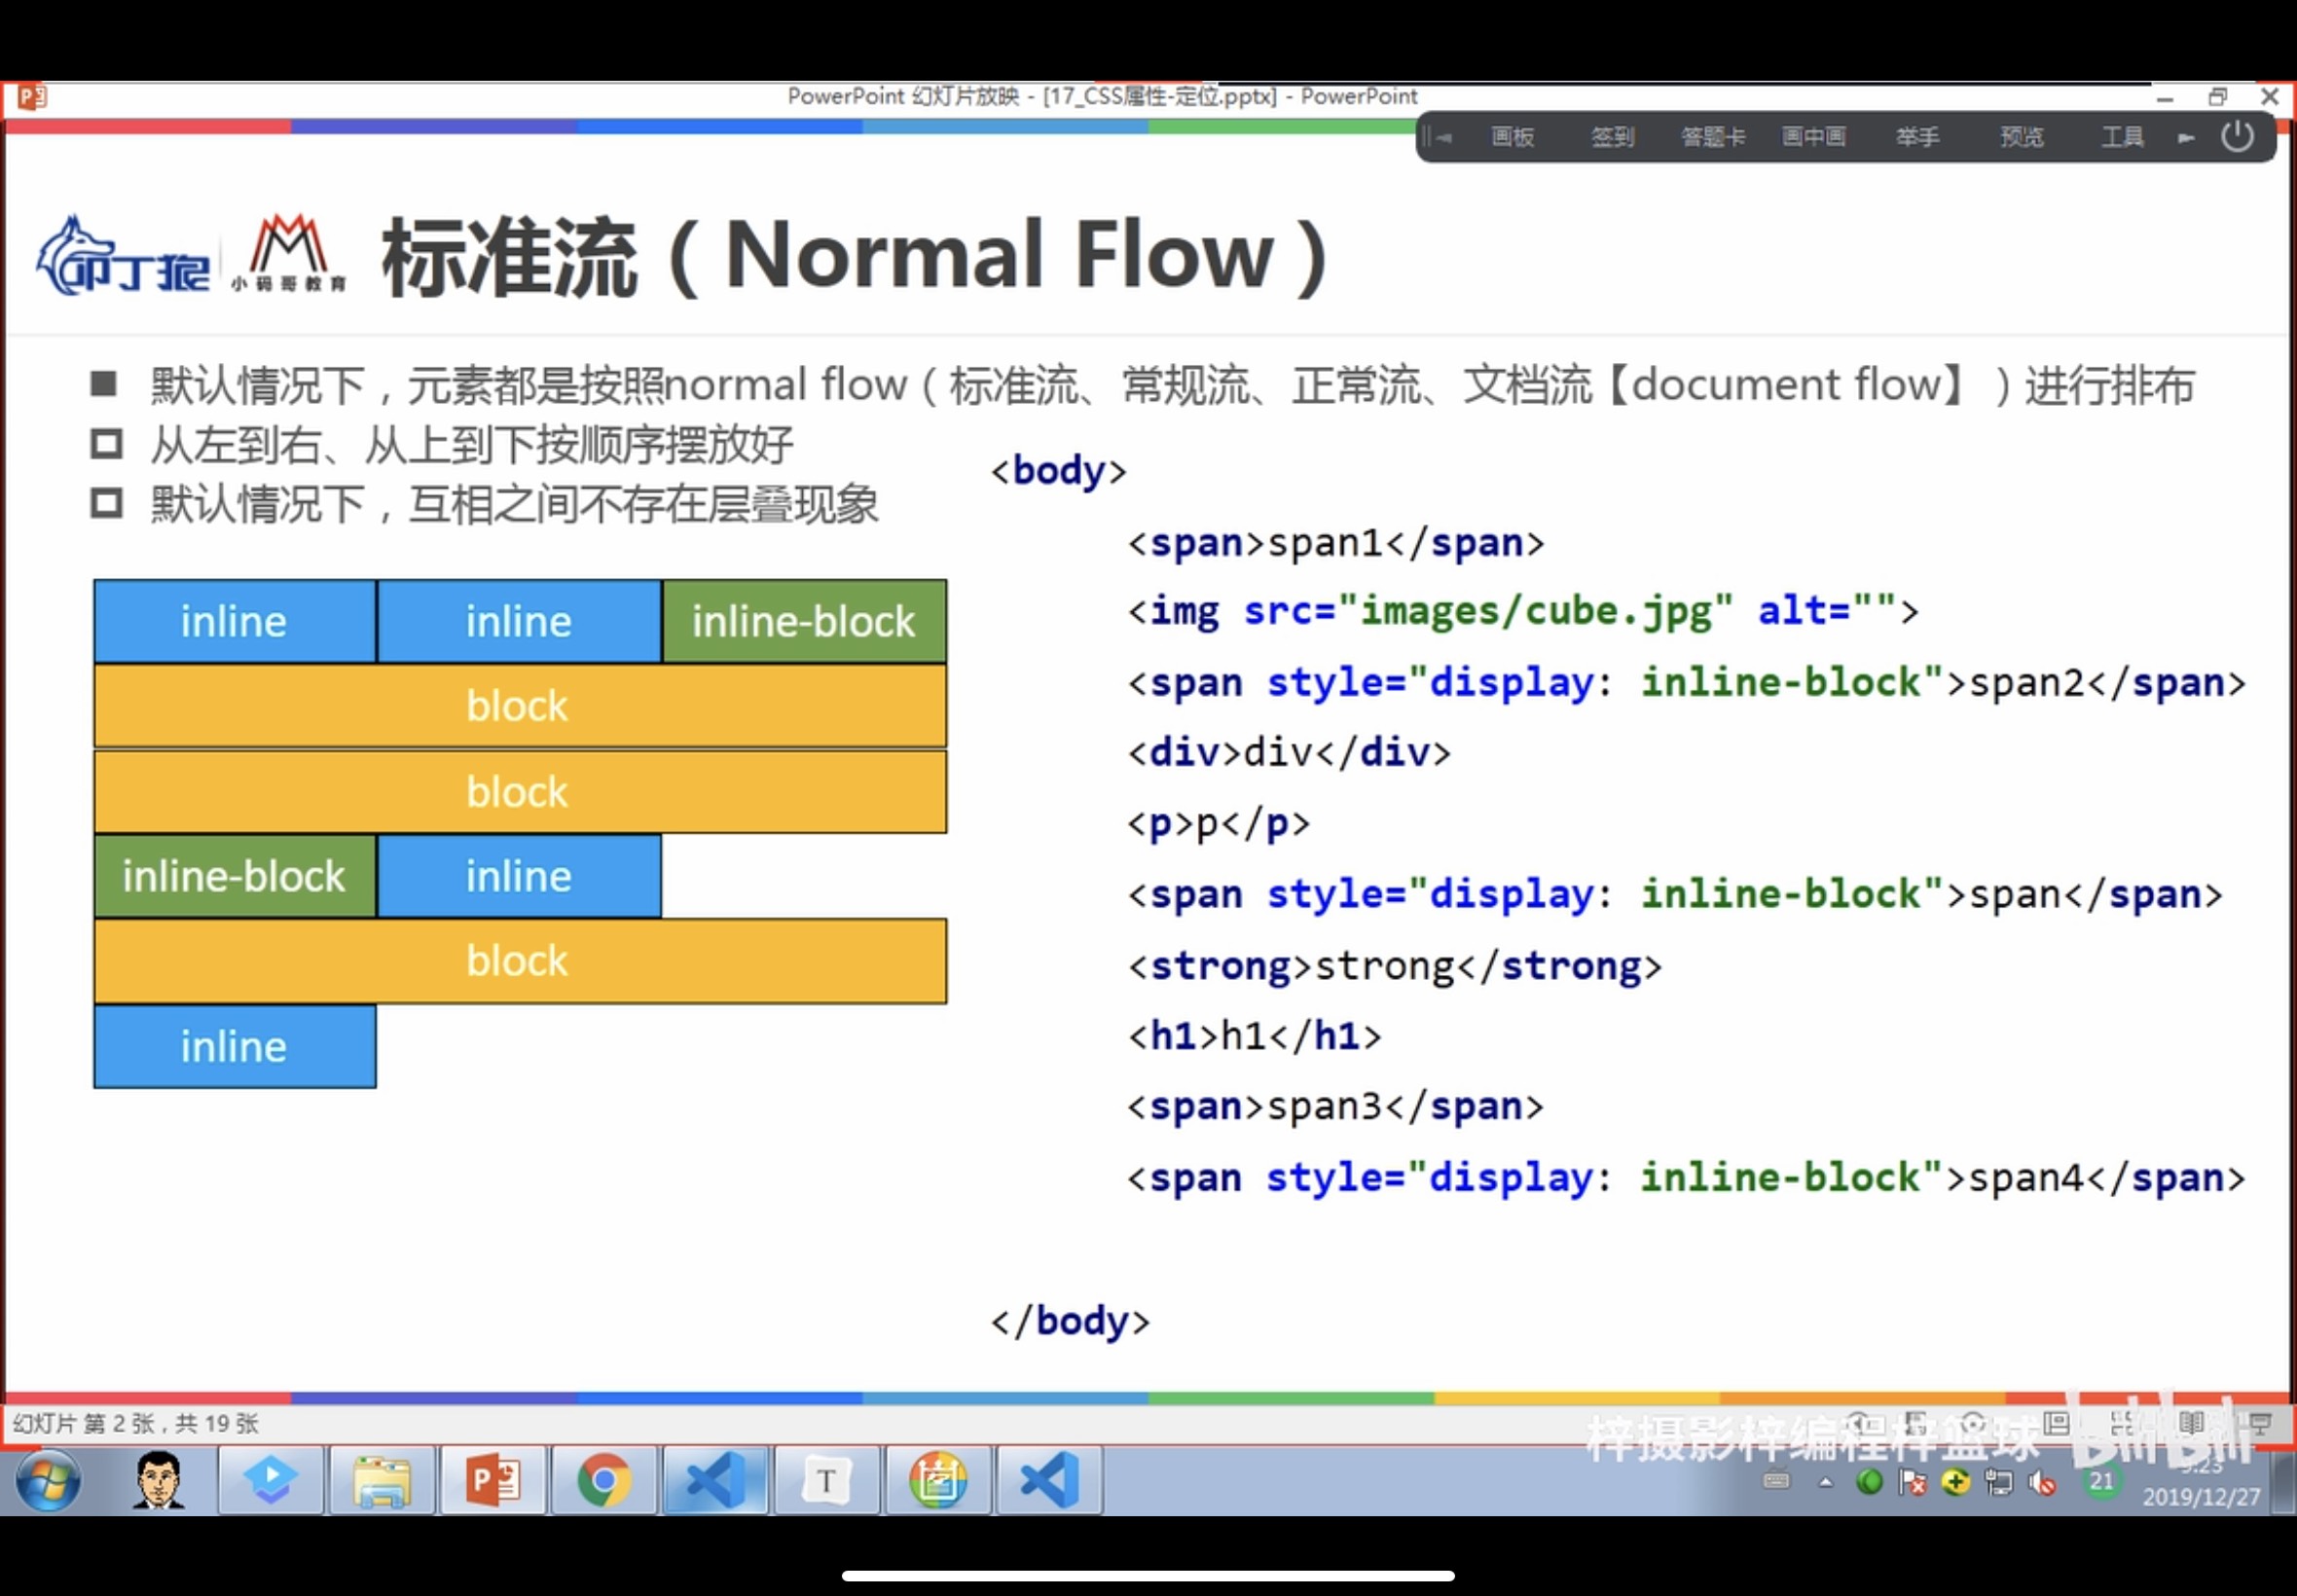 PowerPoint 幻灯片放映 - [17_CSS属性-定位.pptx] - PowerPoint
画板 签到 答题卡 画中画 举手 预览 工具
叩丁狼 小码哥教育 标准流（Normal Flow）
默认情况下，元素都是按照normal flow（标准流、常规流、正常流、文档流【document flow】）进行排布
从左到右、从上到下按顺序摆放好
默认情况下，互相之间不存在层叠现象
inline inline inline-block
block
block
inline-block inline
block
inline
<body>
<span>span1</span>
<img src="images/cube.jpg" alt="">
<span style="display: inline-block">span2</span>
<div>div</div>
<p>p</p>
<span style="display: inline-block">span</span>
<strong>strong</strong>
<h1>h1</h1>
<span>span3</span>
<span style="display: inline-block">span4</span>
</body>
幻灯片 第 2 张，共 19 张
梓摄影梓编程梓篮球 bilibili
21
2019/12/27